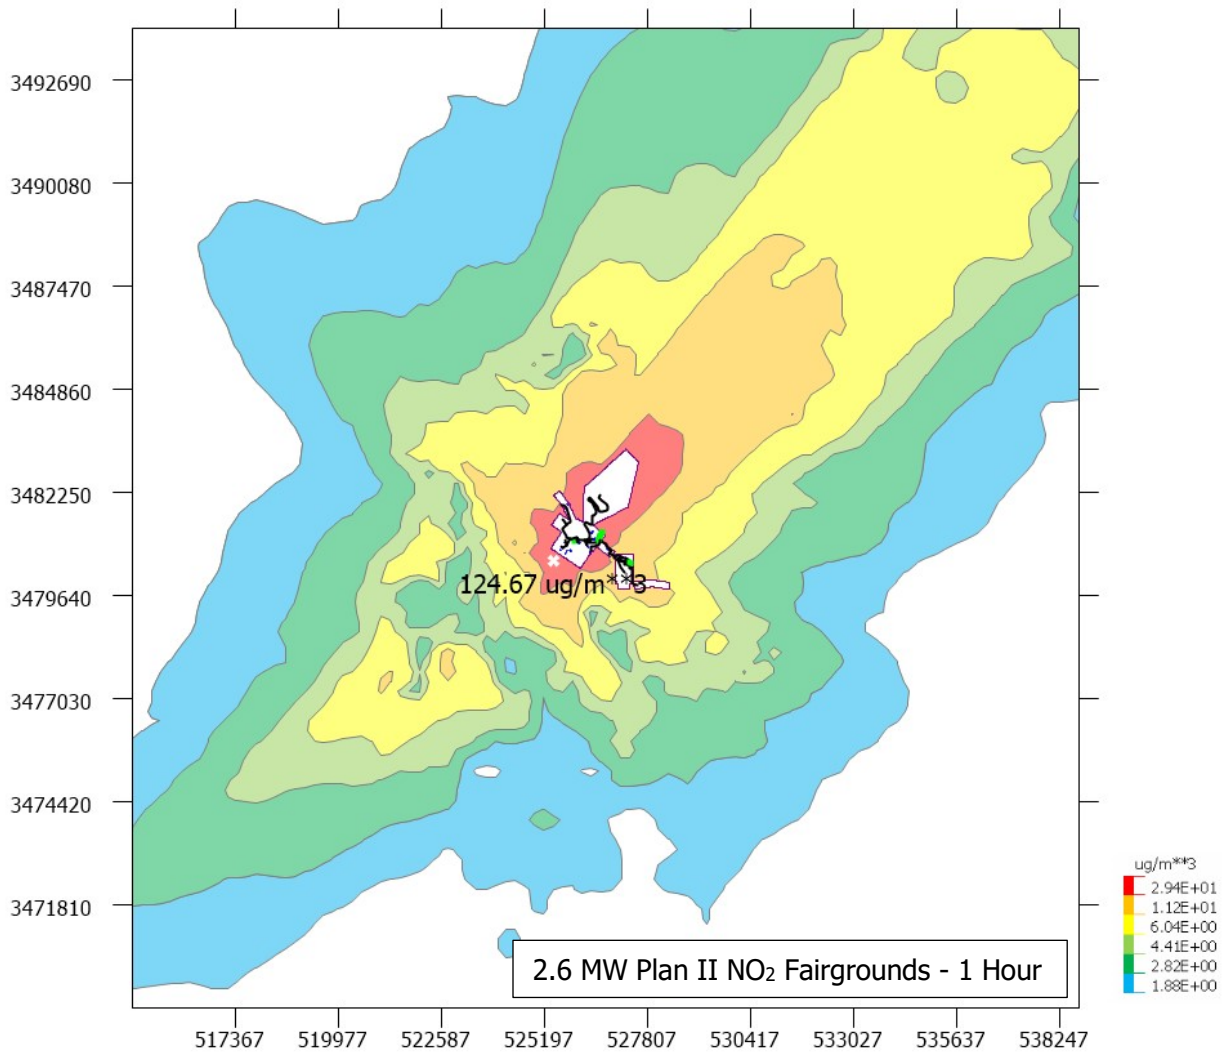 3492690
3490080
3487470
3484860
3482250
3479640
3477030
3474420
3471810
124.67 ug/m**3
ug/m**3
2.94E+01
1.12E+01
6.04E+00
4.41E+00
2.82E+00
1.88E+00
2.6 MW Plan II NO₂ Fairgrounds - 1 Hour
517367 519977 522587 525197 527807 530417 533027 535637 538247